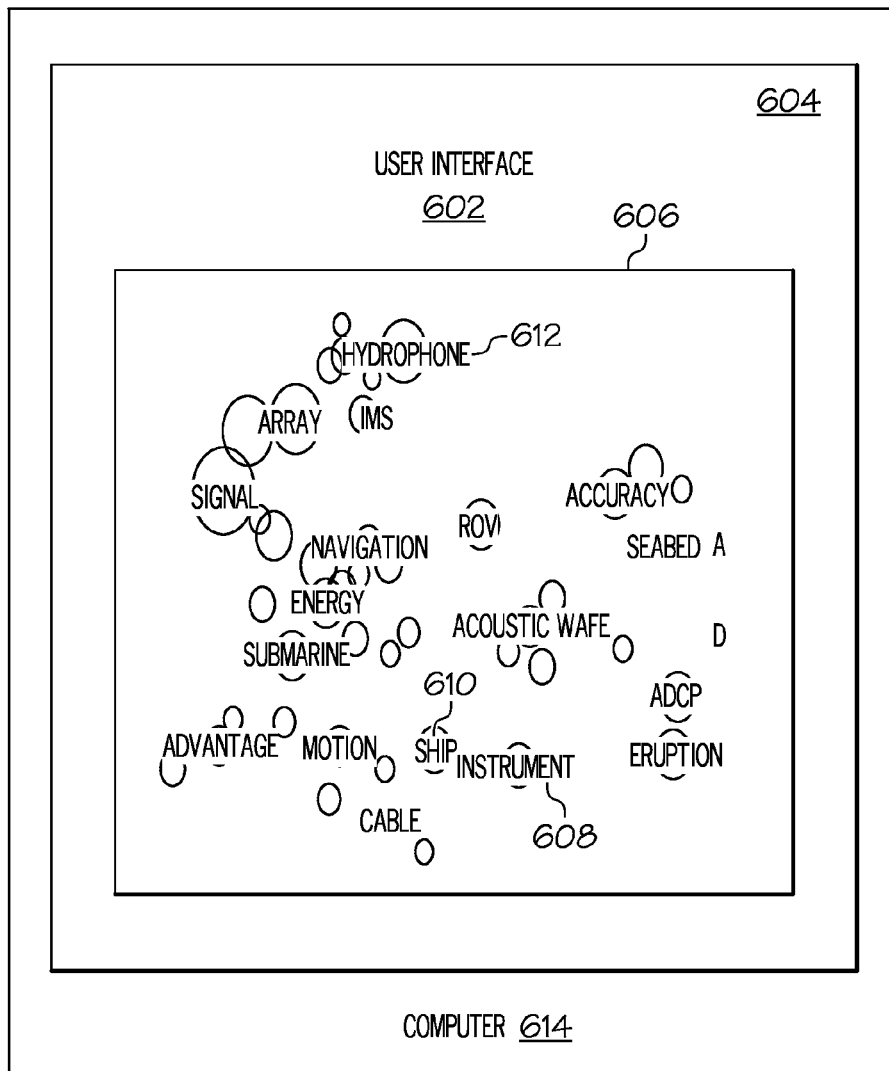 604
USER INTERFACE
602
606
HYDROPHONE 612
ARRAY IMS
SIGNAL ACCURACY
ROV
NAVIGATION SEABED A
ENERGY
ACOUSTIC WAFE D
SUBMARINE
610 ADCP
ADVANTAGE MOTION SHIP ERUPTION
INSTRUMENT
CABLE 608
COMPUTER 614